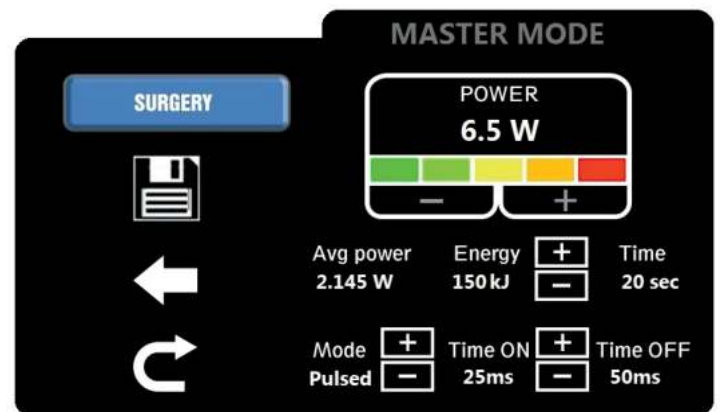 MASTER MODE
SURGERY
POWER
6.5 W
− +
Avg power Energy + Time
2.145 W 150 kJ − 20 sec
Mode + Time ON + Time OFF
Pulsed − 25ms − 50ms